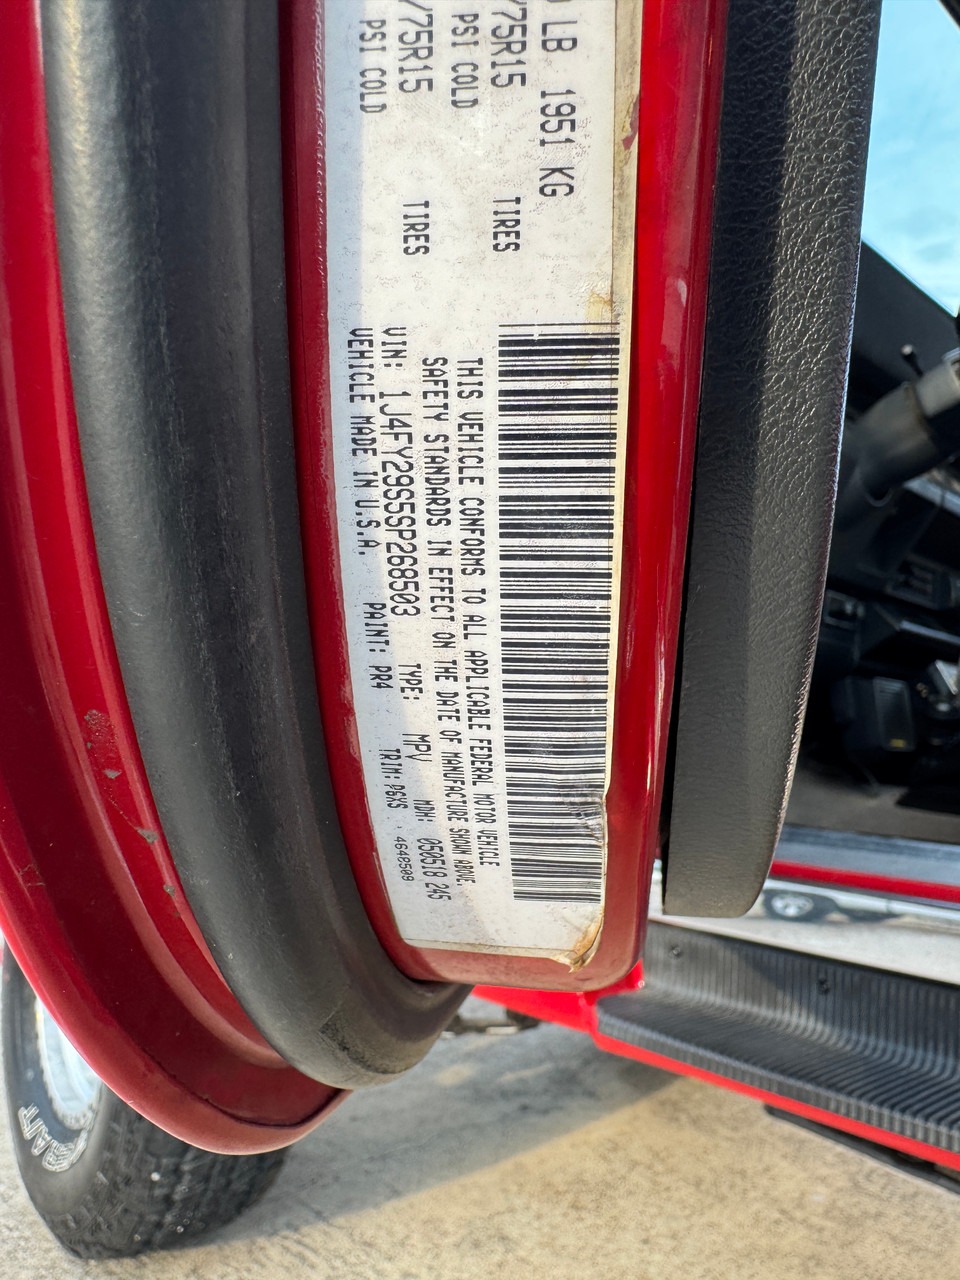 LB 1951 KG
/75R15 TIRES
PSI COLD
/75R15 TIRES
PSI COLD
THIS VEHICLE CONFORMS TO ALL APPLICABLE FEDERAL MOTOR VEHICLE
SAFETY STANDARDS IN EFFECT ON THE DATE OF MANUFACTURE SHOWN ABOVE.
VIN: 1J4FY29S5SP268503 TYPE: MPV MDH: 050518 245
VEHICLE MADE IN U.S.A. PAINT: PR4 TRIM: P6XS 4648509